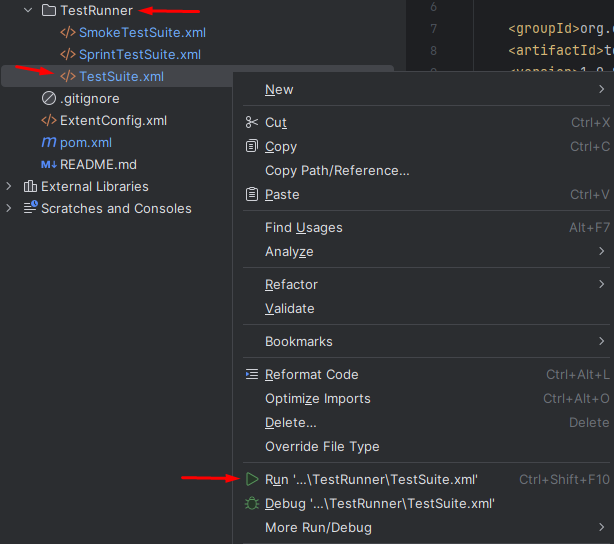 TestRunner
</> SmokeTestSuite.xml
</> SprintTestSuite.xml
</> TestSuite.xml
.gitignore
</> ExtentConfig.xml
m pom.xml
M↓ README.md
External Libraries
Scratches and Consoles
6
7 <groupId>org.
8 <artifactId>t
New
Cut Ctrl+X
Copy Ctrl+C
Copy Path/Reference...
Paste Ctrl+V
Find Usages Alt+F7
Analyze
Refactor
Validate
Bookmarks
Reformat Code Ctrl+Alt+L
Optimize Imports Ctrl+Alt+O
Delete... Delete
Override File Type
Run '...\TestRunner\TestSuite.xml' Ctrl+Shift+F10
Debug '...\TestRunner\TestSuite.xml'
More Run/Debug